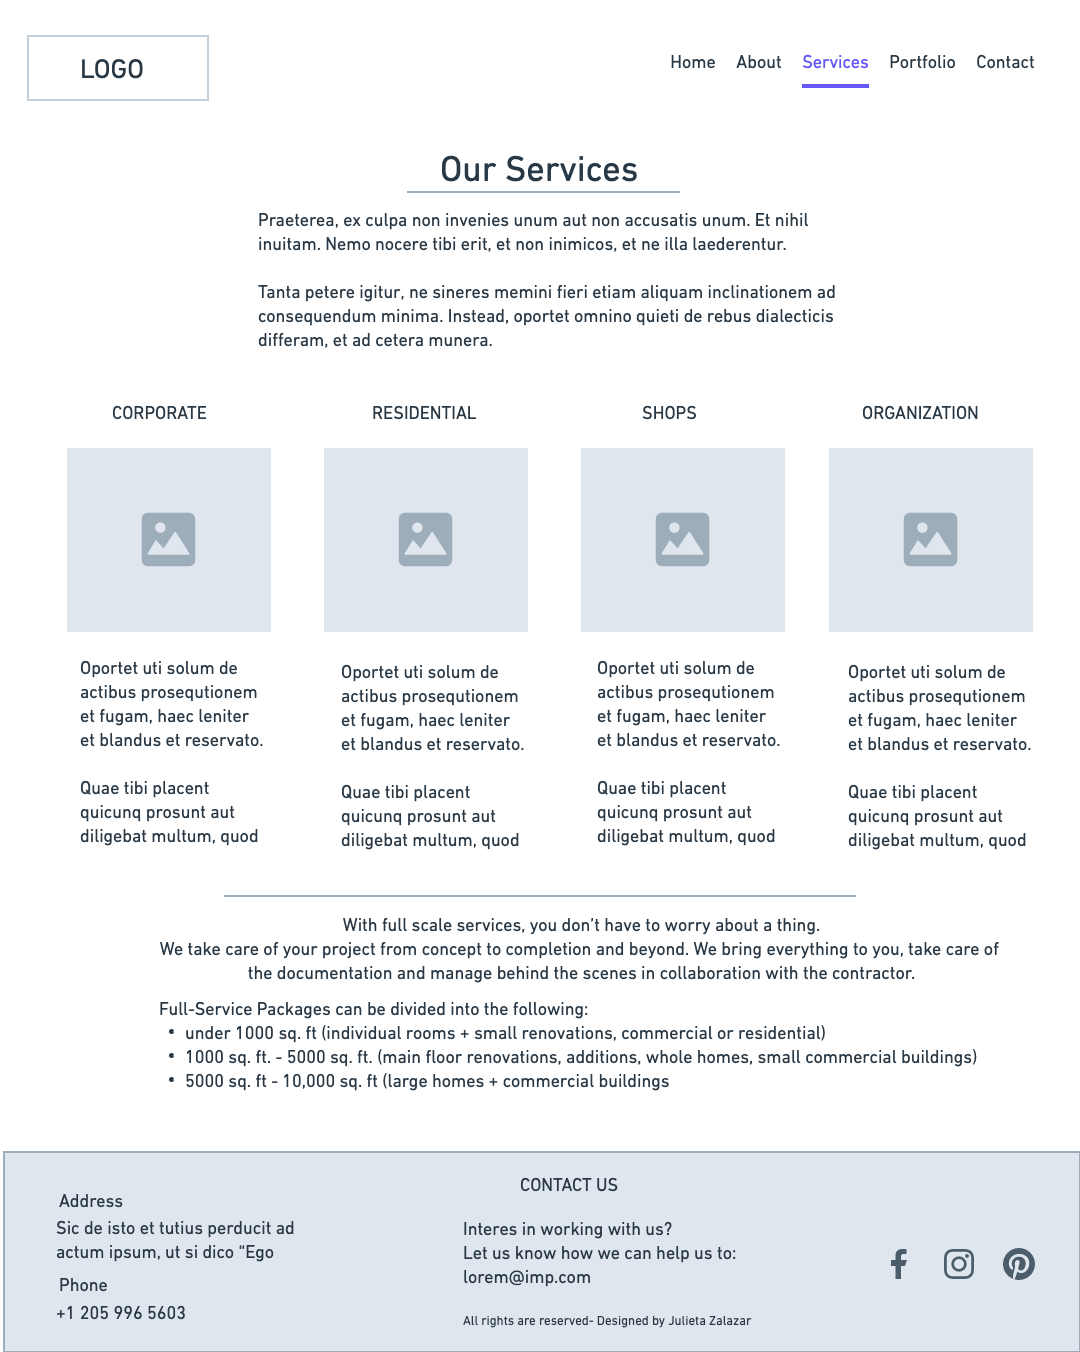 LOGO
Home About Services Portfolio Contact
Our Services
Praeterea, ex culpa non invenies unum aut non accusatis unum. Et nihil
inuitam. Nemo nocere tibi erit, et non inimicos, et ne illa laederentur.
Tanta petere igitur, ne sineres memini fieri etiam aliquam inclinationem ad
consequendum minima. Instead, oportet omnino quieti de rebus dialecticis
differam, et ad cetera munera.
CORPORATE
Oportet uti solum de
actibus prosequtionem
et fugam, haec leniter
et blandus et reservato.
Quae tibi placent
quicunq prosunt aut
diligebat multum, quod
RESIDENTIAL
Oportet uti solum de
actibus prosequtionem
et fugam, haec leniter
et blandus et reservato.
Quae tibi placent
quicunq prosunt aut
diligebat multum, quod
SHOPS
Oportet uti solum de
actibus prosequtionem
et fugam, haec leniter
et blandus et reservato.
Quae tibi placent
quicunq prosunt aut
diligebat multum, quod
ORGANIZATION
Oportet uti solum de
actibus prosequtionem
et fugam, haec leniter
et blandus et reservato.
Quae tibi placent
quicunq prosunt aut
diligebat multum, quod
With full scale services, you don’t have to worry about a thing.
We take care of your project from concept to completion and beyond. We bring everything to you, take care of
the documentation and manage behind the scenes in collaboration with the contractor.
Full-Service Packages can be divided into the following:
• under 1000 sq. ft (individual rooms + small renovations, commercial or residential)
• 1000 sq. ft. - 5000 sq. ft. (main floor renovations, additions, whole homes, small commercial buildings)
• 5000 sq. ft - 10,000 sq. ft (large homes + commercial buildings
Address
Sic de isto et tutius perducit ad
actum ipsum, ut si dico “Ego
Phone
+1 205 996 5603
CONTACT US
Interes in working with us?
Let us know how we can help us to:
lorem@imp.com
All rights are reserved- Designed by Julieta Zalazar